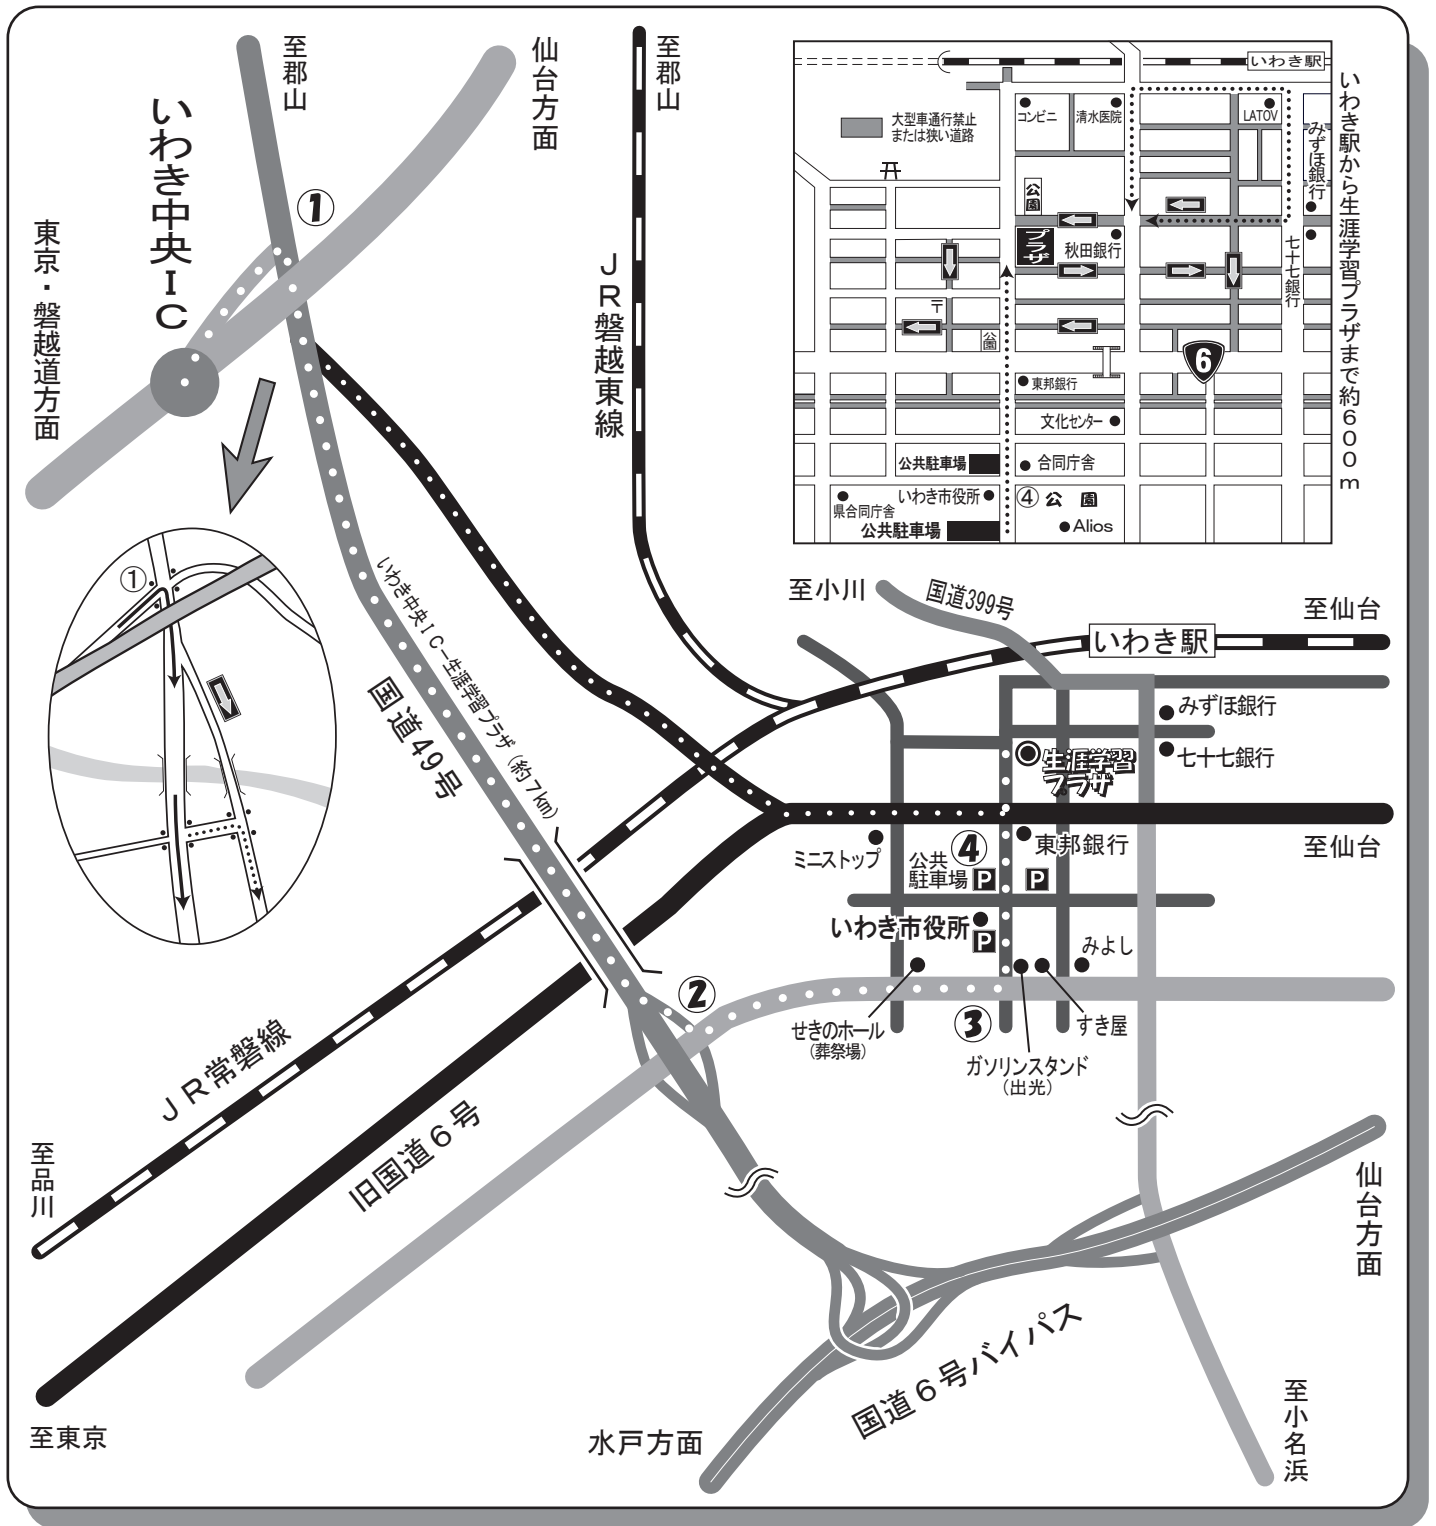 至郡山
仙台方面
至郡山
いわき中央IC
①
東京・磐越道方面
JR磐越東線
いわき駅
コンビニ
清水医院
LATOV
大型車通行禁止
または狭い道路
みずほ銀行
公園
プラザ
秋田銀行
七十七銀行
〒
公園
6
東邦銀行
文化センター
公共駐車場
合同庁舎
県合同庁舎
いわき市役所
④公園
公共駐車場
Alios
いわき駅から生涯学習プラザまで約600m
①
いわき中央IC－生涯学習プラザ（約7km）
国道49号
至小川
国道399号
至仙台
いわき駅
みずほ銀行
生涯学習
プラザ
七十七銀行
ミニストップ
④
東邦銀行
至仙台
公共
駐車場
P
P
いわき市役所
P
みよし
②
せきのホール
（葬祭場）
③
すき屋
ガソリンスタンド
（出光）
JR常磐線
旧国道6号
至品川
至東京
仙台方面
国道6号バイパス
水戸方面
至小名浜